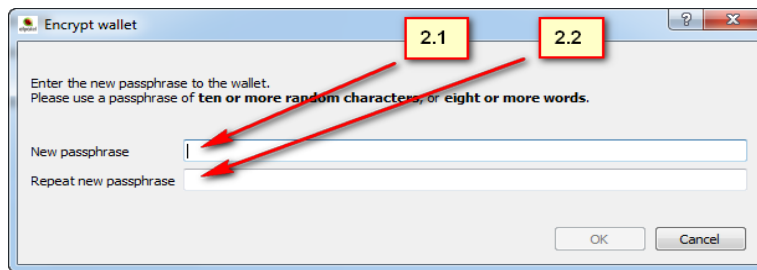 Encrypt wallet
2.1
2.2
Enter the new passphrase to the wallet.
Please use a passphrase of ten or more random characters, or eight or more words.
New passphrase
Repeat new passphrase
OK
Cancel